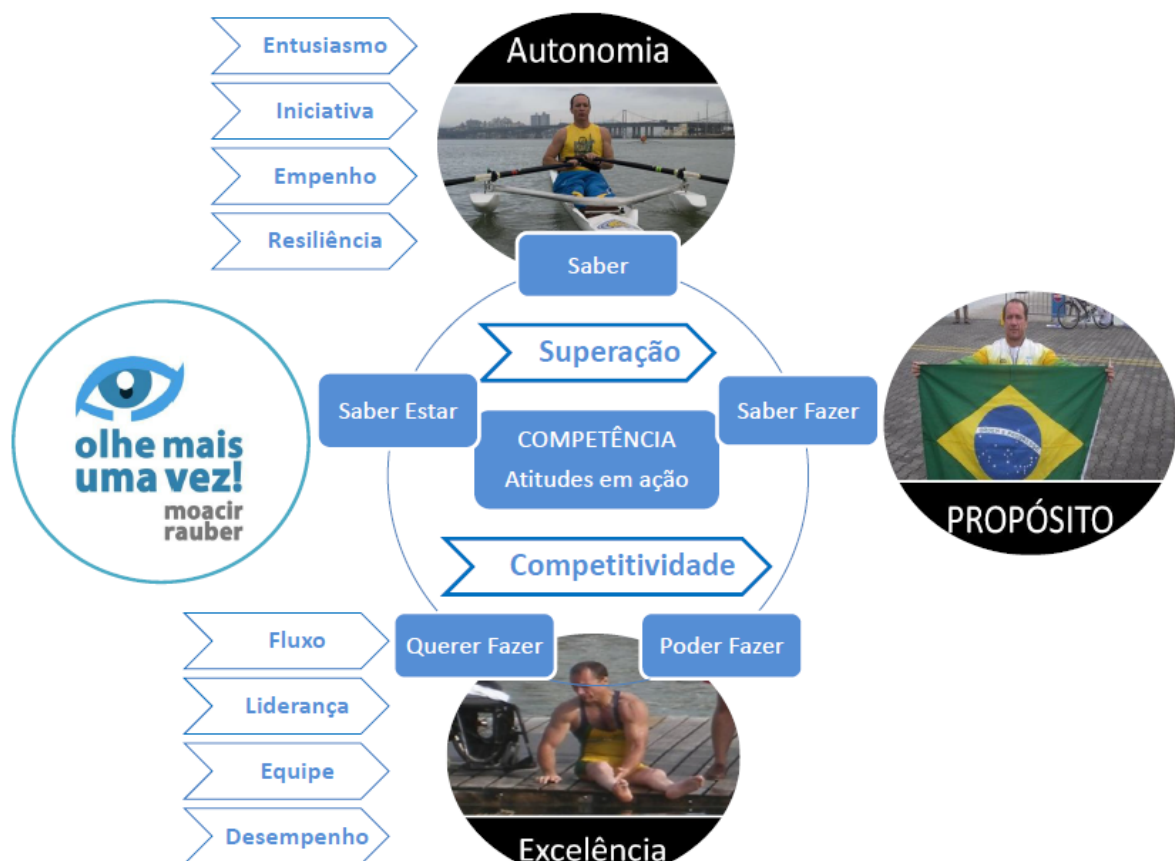 Entusiasmo
Iniciativa
Empenho
Resiliência
Autonomia
Saber
Superação
Saber Estar
Saber Fazer
COMPETÊNCIA
Atitudes em ação
Competitividade
Querer Fazer
Poder Fazer
olhe mais
uma vez!
moacir
rauber
PROPÓSITO
Fluxo
Liderança
Equipe
Desempenho
Excelência